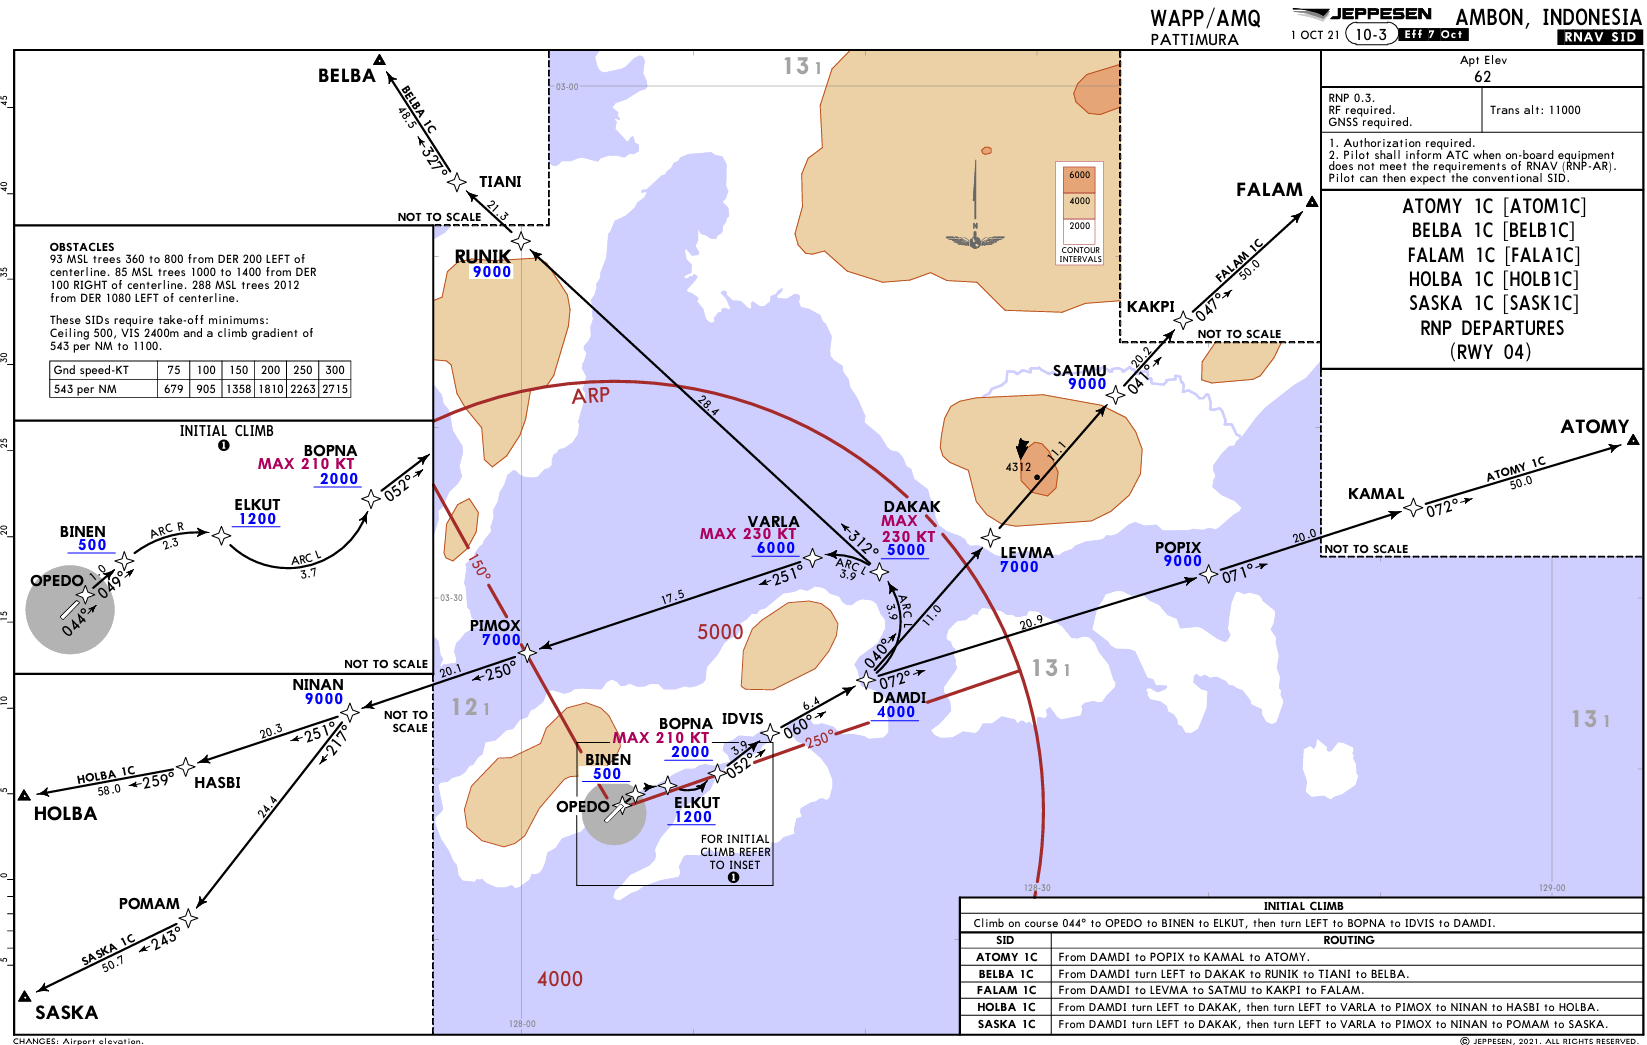 WAPP/AMQ
PATTIMURA
JEPPESEN
1 OCT 21
10-3
Eff 7 Oct
AMBON, INDONESIA
RNAV SID
Apt Elev
62
RNP 0.3.
RF required.
GNSS required.
Trans alt: 11000
1. Authorization required.
2. Pilot shall inform ATC when on-board equipment
does not meet the requirements of RNAV (RNP-AR).
Pilot can then expect the conventional SID.
ATOMY 1C [ATOM1C]
BELBA 1C [BELB1C]
FALAM 1C [FALA1C]
HOLBA 1C [HOLB1C]
SASKA 1C [SASK1C]
RNP DEPARTURES
(RWY 04)
BELBA
BELBA 1C
48.5
327°
TIANI
21.3
NOT TO SCALE
RUNIK
9000
OBSTACLES
93 MSL trees 360 to 800 from DER 200 LEFT of
centerline. 85 MSL trees 1000 to 1400 from DER
100 RIGHT of centerline. 288 MSL trees 2012
from DER 1080 LEFT of centerline.
These SIDs require take-off minimums:
Ceiling 500, VIS 2400m and a climb gradient of
543 per NM to 1100.
Gnd speed-KT 75 100 150 200 250 300
543 per NM 679 905 1358 1810 2263 2715
INITIAL CLIMB
1
BOPNA
MAX 210 KT
2000
052°
ELKUT
1200
BINEN
500
ARC R
2.3
ARC L
3.7
OPEDO
1.0
049°
044°
NOT TO SCALE
03-00
13 1
6000
4000
2000
CONTOUR
INTERVALS
FALAM
FALAM 1C
50.0
047°
KAKPI
NOT TO SCALE
20.2
041°
SATMU
9000
ARP
28.4
4312
11.1
ATOMY
ATOMY 1C
50.0
KAMAL
072°
NOT TO SCALE
20.0
DAKAK
MAX
230 KT
5000
312°
VARLA
MAX 230 KT
6000
251°
ARC L
3.9
LEVMA
7000
POPIX
9000
071°
150°
03-30
17.5
PIMOX
7000
5000
ARC L
3.9
11.0
20.9
040°
072°
13 1
20.1
250°
12 1
NINAN
9000
NOT TO
SCALE
20.3
251°
217°
HOLBA 1C
58.0
259°
HASBI
HOLBA
24.4
POMAM
SASKA 1C
50.7
243°
SASKA
DAMDI
4000
6.4
060°
IDVIS
250°
BOPNA
MAX 210 KT
2000
3.9
052°
BINEN
500
OPEDO
ELKUT
1200
FOR INITIAL
CLIMB REFER
TO INSET
1
13 1
128-30
129-00
4000
128-00
INITIAL CLIMB
Climb on course 044° to OPEDO to BINEN to ELKUT, then turn LEFT to BOPNA to IDVIS to DAMDI.
SID ROUTING
ATOMY 1C From DAMDI to POPIX to KAMAL to ATOMY.
BELBA 1C From DAMDI turn LEFT to DAKAK to RUNIK to TIANI to BELBA.
FALAM 1C From DAMDI to LEVMA to SATMU to KAKPI to FALAM.
HOLBA 1C From DAMDI turn LEFT to DAKAK, then turn LEFT to VARLA to PIMOX to NINAN to HASBI to HOLBA.
SASKA 1C From DAMDI turn LEFT to DAKAK, then turn LEFT to VARLA to PIMOX to NINAN to POMAM to SASKA.
45
40
35
30
25
20
15
10
5
0
5
CHANGES: Airport elevation.
© JEPPESEN, 2021. ALL RIGHTS RESERVED.